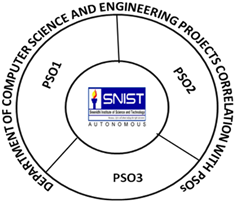 DEPARTMENT OF COMPUTER SCIENCE AND ENGINEERING PROJECTS CORRELATION WITH PSOs
PSO1
PSO2
SNIST
Sreenidhi Institute of Science and Technology
AUTONOMOUS
PSO3